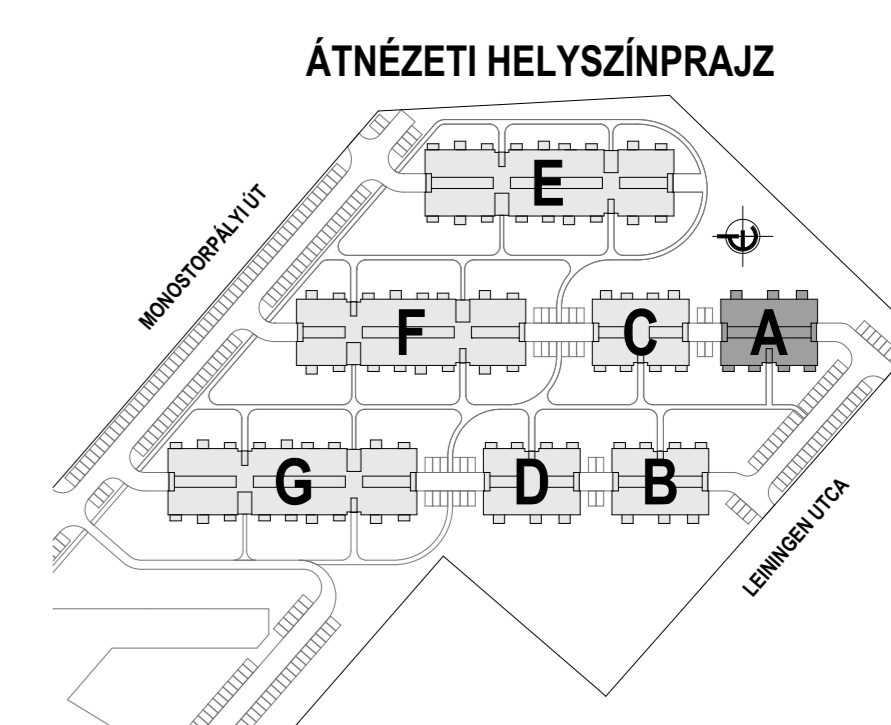 ÁTNÉZETI HELYSZÍNPRAJZ
E
MONOSTORPÁLYI ÚT
F
C
A
G
D
B
LEININGEN UTCA